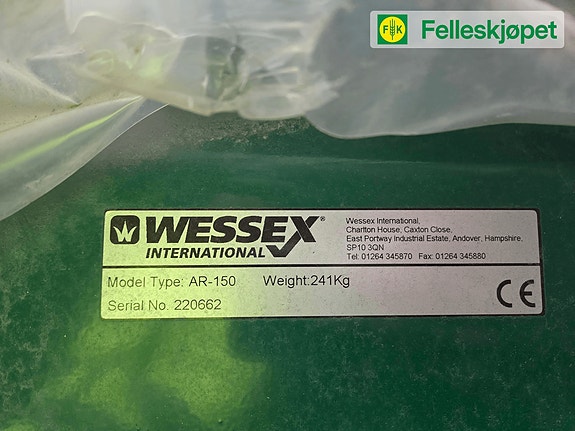 FK Felleskjøpet
WESSEX®
INTERNATIONAL
Wessex International,
Charlton House, Caxton Close,
East Portway Industrial Estate, Andover, Hampshire,
SP10 3QN
Tel: 01264 345870 Fax: 01264 345880
Model Type: AR-150 Weight:241Kg
Serial No. 220662
CE